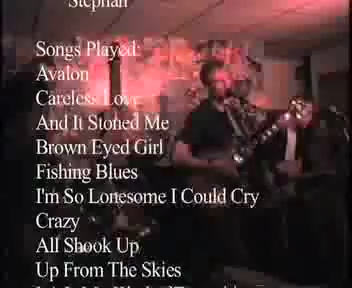 Stephan
Songs Played:
Avalon
Careless Love
And It Stoned Me
Brown Eyed Girl
Fishing Blues
I'm So Lonesome I Could Cry
Crazy
All Shook Up
Up From The Skies